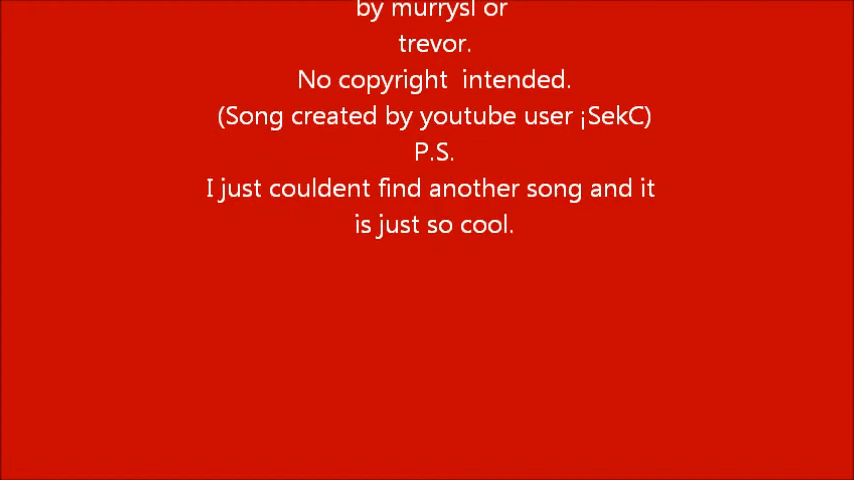 by murrysl or
trevor.
No copyright  intended.
(Song created by youtube user ¡SekC)
P.S.
I just couldent find another song and it
is just so cool.